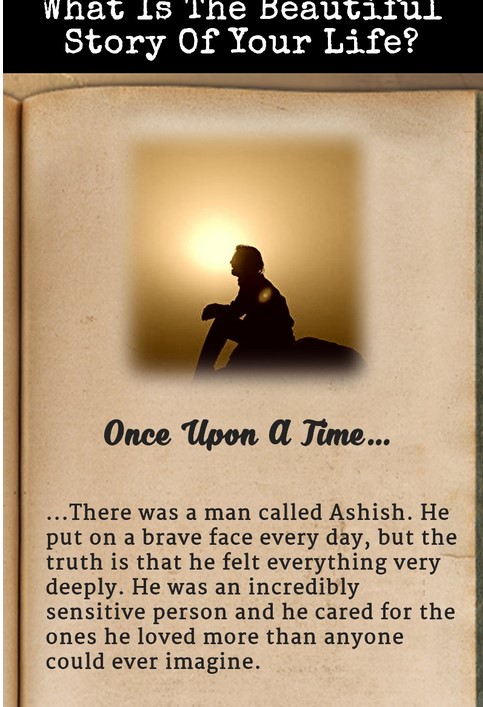 What Is The Beautiful
Story Of Your Life?
Once Upon A Time...
...There was a man called Ashish. He
put on a brave face every day, but the
truth is that he felt everything very
deeply. He was an incredibly
sensitive person and he cared for the
ones he loved more than anyone
could ever imagine.